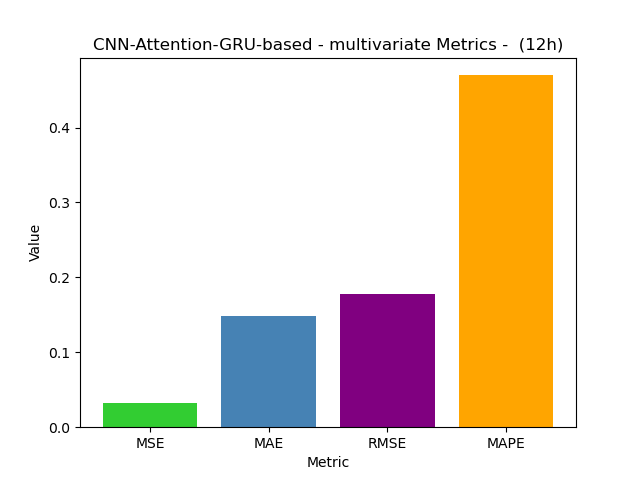 CNN-Attention-GRU-based - multivariate Metrics -  (12h)
Value
0.4
0.3
0.2
0.1
0.0
MSE MAE RMSE MAPE
Metric